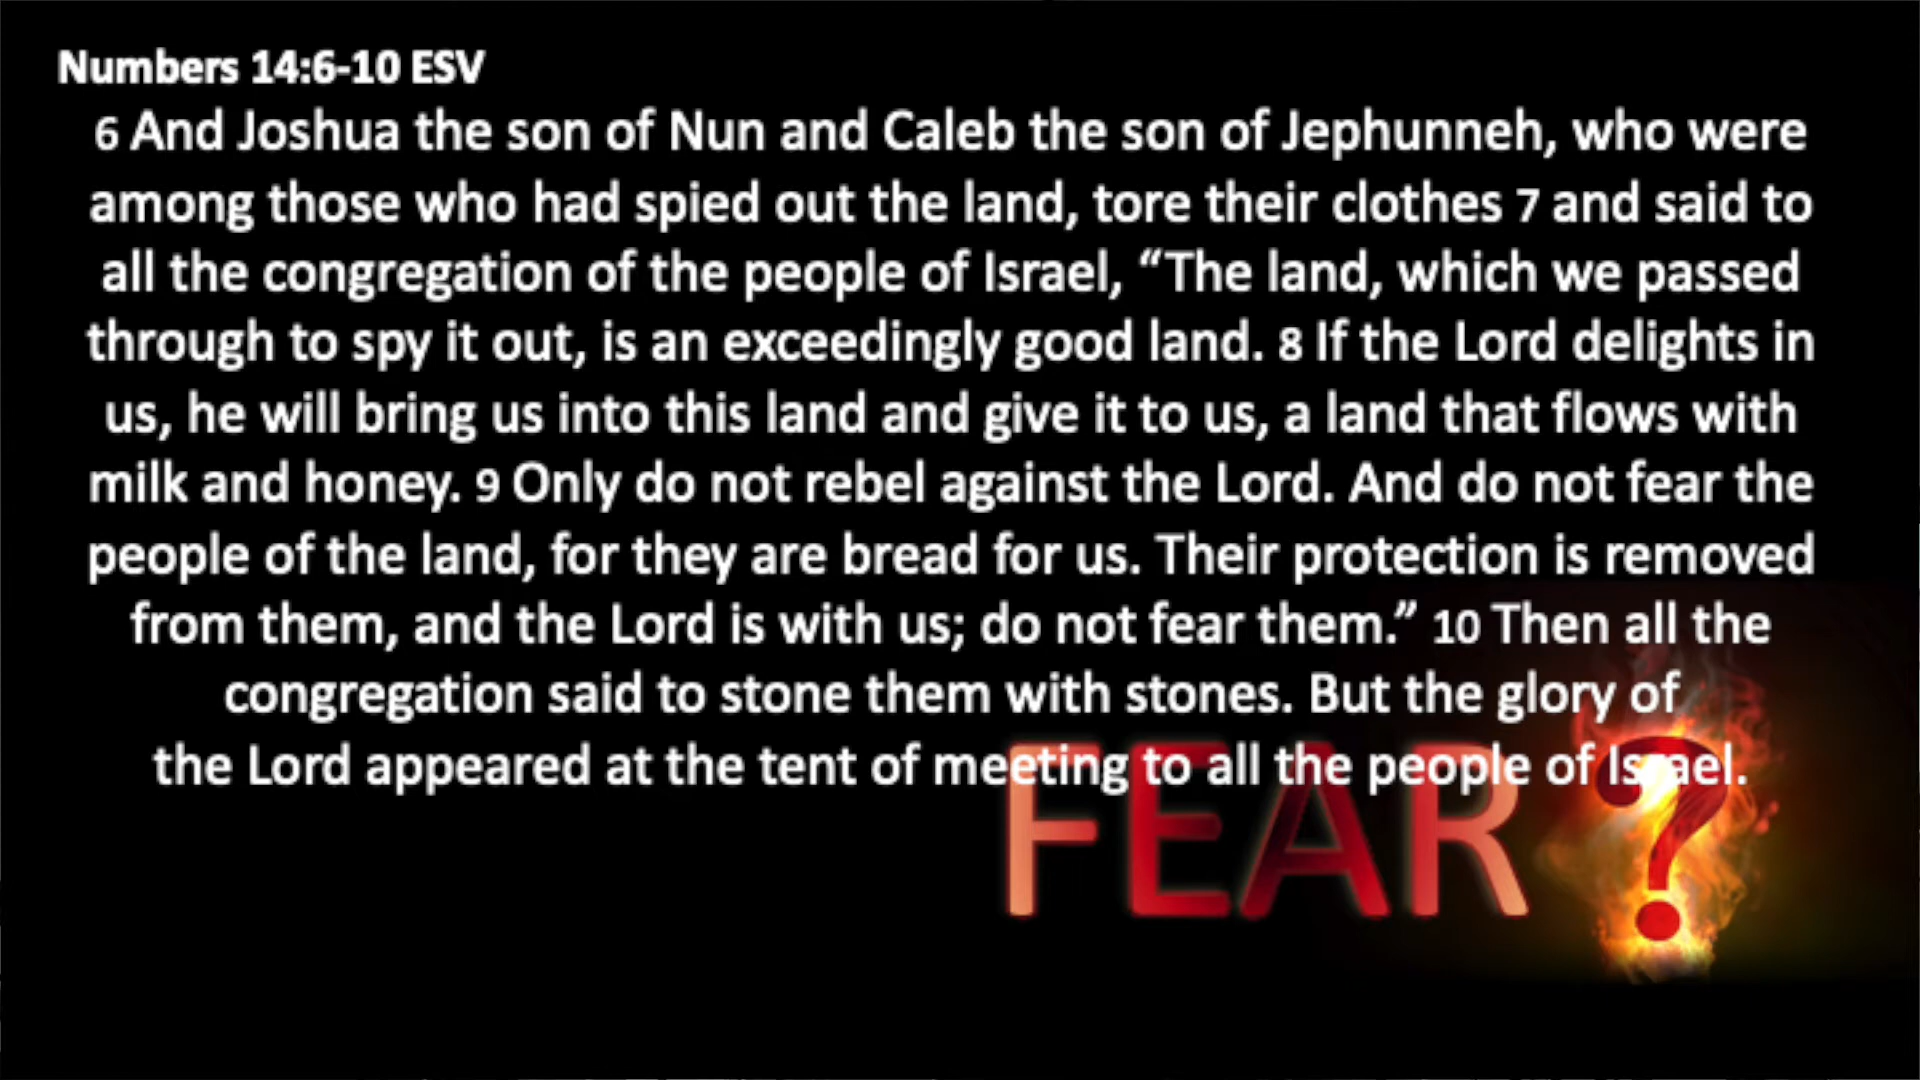 Numbers 14:6-10 ESV
6 And Joshua the son of Nun and Caleb the son of Jephunneh, who were
among those who had spied out the land, tore their clothes 7 and said to
all the congregation of the people of Israel, “The land, which we passed
through to spy it out, is an exceedingly good land. 8 If the Lord delights in
us, he will bring us into this land and give it to us, a land that flows with
milk and honey. 9 Only do not rebel against the Lord. And do not fear the
people of the land, for they are bread for us. Their protection is removed
from them, and the Lord is with us; do not fear them.” 10 Then all the
congregation said to stone them with stones. But the glory of
the Lord appeared at the tent of meeting to all the people of Israel.
FEAR ?